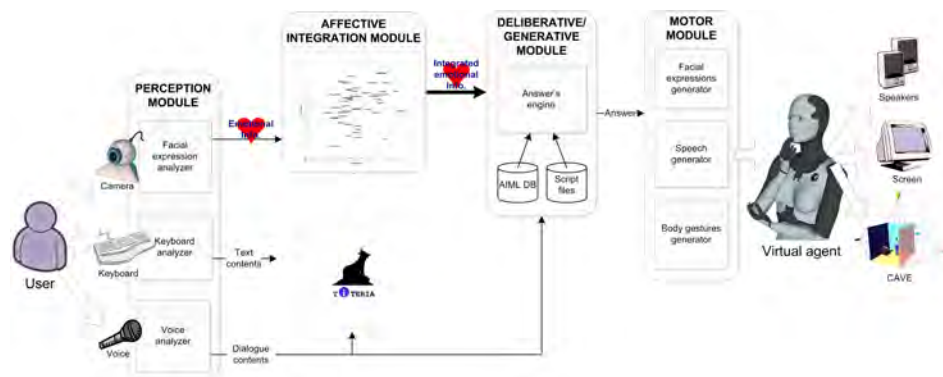 AFFECTIVE
INTEGRATION MODULE
DELIBERATIVE/
GENERATIVE MODULE
MOTOR
MODULE
PERCEPTION
MODULE
Integrated
emotional Info.
Emotional
Info.
Facial
expression
analyzer
Camera
Answer's
engine
Answer
AIML DB
Script
files
Facial
expressions
generator
Speech
generator
Body gestures
generator
Speakers
Screen
CAVE
Virtual agent
User
Keyboard
analyzer
Keyboard
Text
contents
TITERIA
Voice
analyzer
Voice
Dialogue
contents